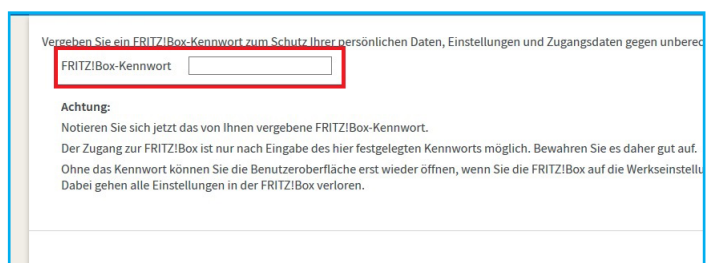 Vergeben Sie ein FRITZ!Box-Kennwort zum Schutz Ihrer persönlichen Daten, Einstellungen und Zugangsdaten gegen unberec
FRITZ!Box-Kennwort
Achtung:
Notieren Sie sich jetzt das von Ihnen vergebene FRITZ!Box-Kennwort.
Der Zugang zur FRITZ!Box ist nur nach Eingabe des hier festgelegten Kennworts möglich. Bewahren Sie es daher gut auf.
Ohne das Kennwort können Sie die Benutzeroberfläche erst wieder öffnen, wenn Sie die FRITZ!Box auf die Werkseinstellu
Dabei gehen alle Einstellungen in der FRITZ!Box verloren.